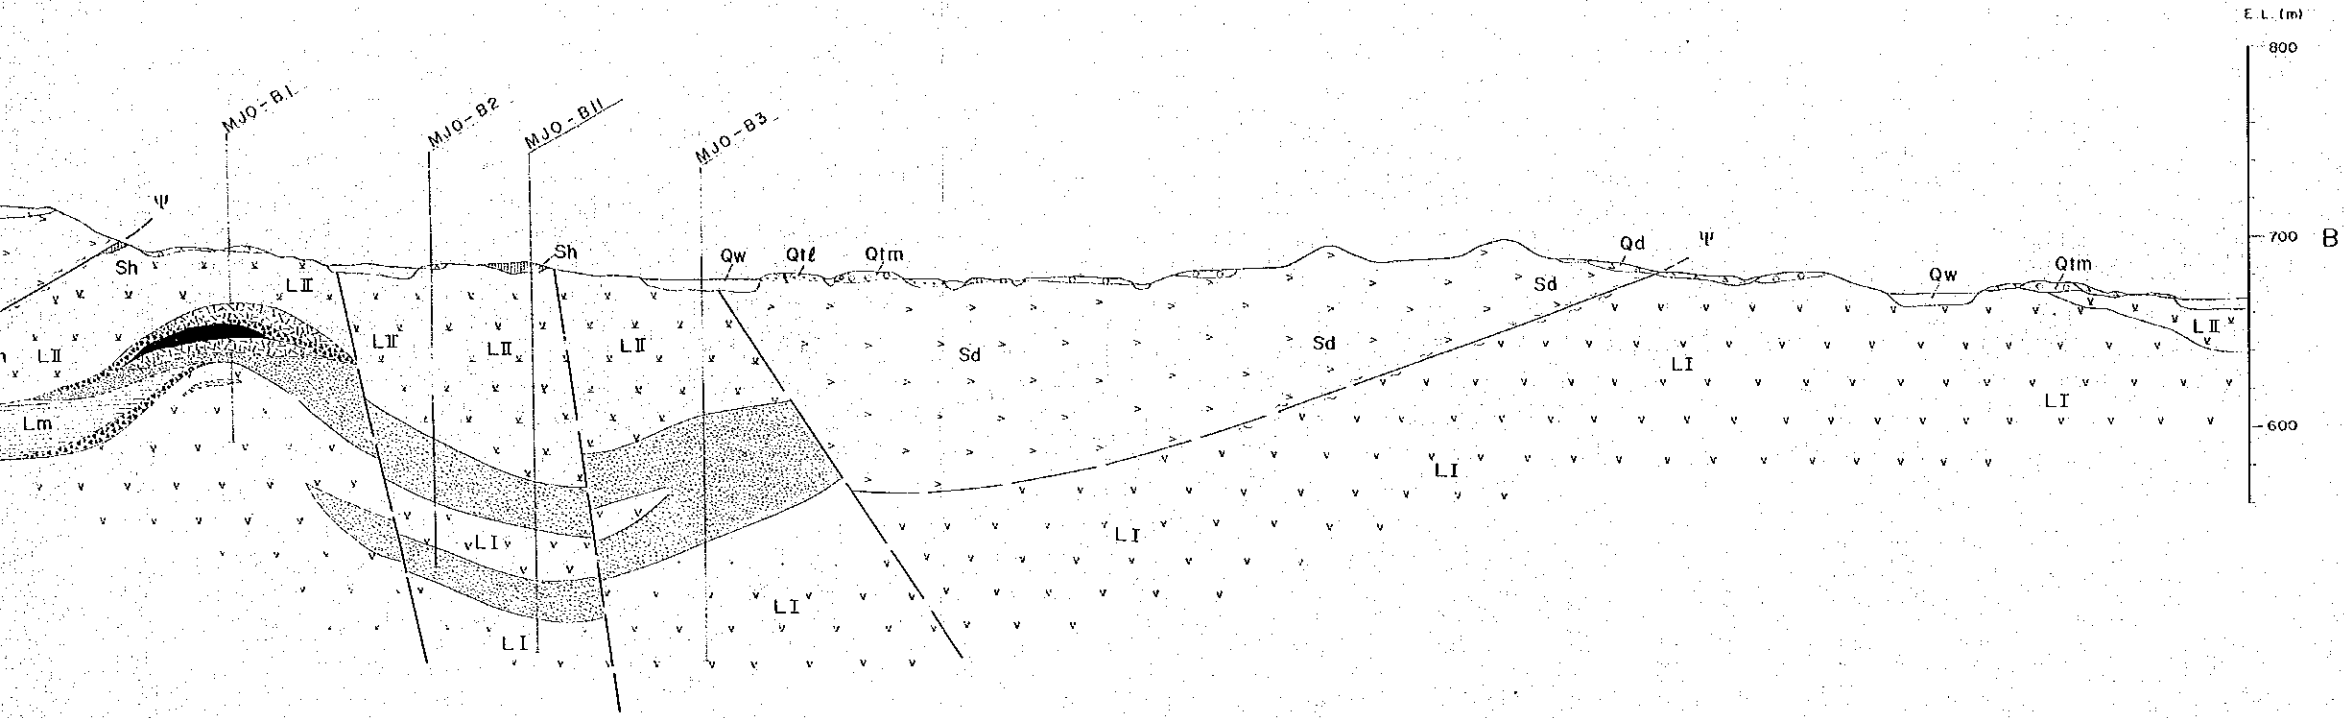 E.L.(m)
800
MJO-B1
MJO-B2
MJO-B11
MJO-B3
Ψ
Sh
Sh
LII
Qw
Qtℓ
Qtm
Qd
Ψ
700
B
Qw
Qtm
Sd
LII
LII
LII
LII
LII
Sd
Sd
LI
LI
Lm
600
LI
LI
LI
LI
LI